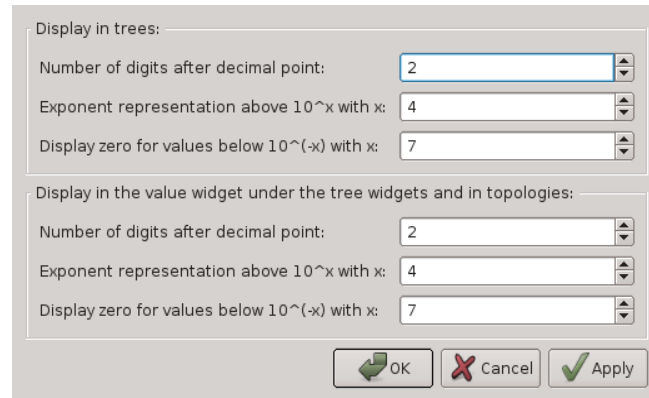 Display in trees:
Number of digits after decimal point: 2
Exponent representation above 10^x with x: 4
Display zero for values below 10^(-x) with x: 7
Display in the value widget under the tree widgets and in topologies:
Number of digits after decimal point: 2
Exponent representation above 10^x with x: 4
Display zero for values below 10^(-x) with x: 7
OK Cancel Apply